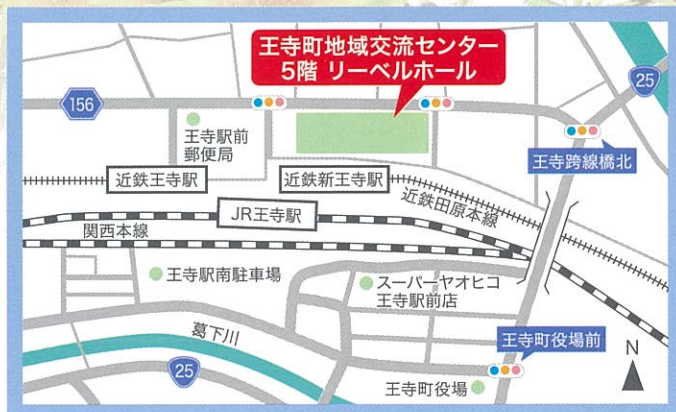 王寺町地域交流センター
5階 リーベルホール
25
156
王寺駅前
郵便局
王寺跨線橋北
近鉄王寺駅
近鉄新王寺駅
近鉄田原本線
JR王寺駅
関西本線
王寺駅南駐車場
スーパーヤオヒコ
王寺駅前店
葛下川
王寺町役場前
25
王寺町役場
N